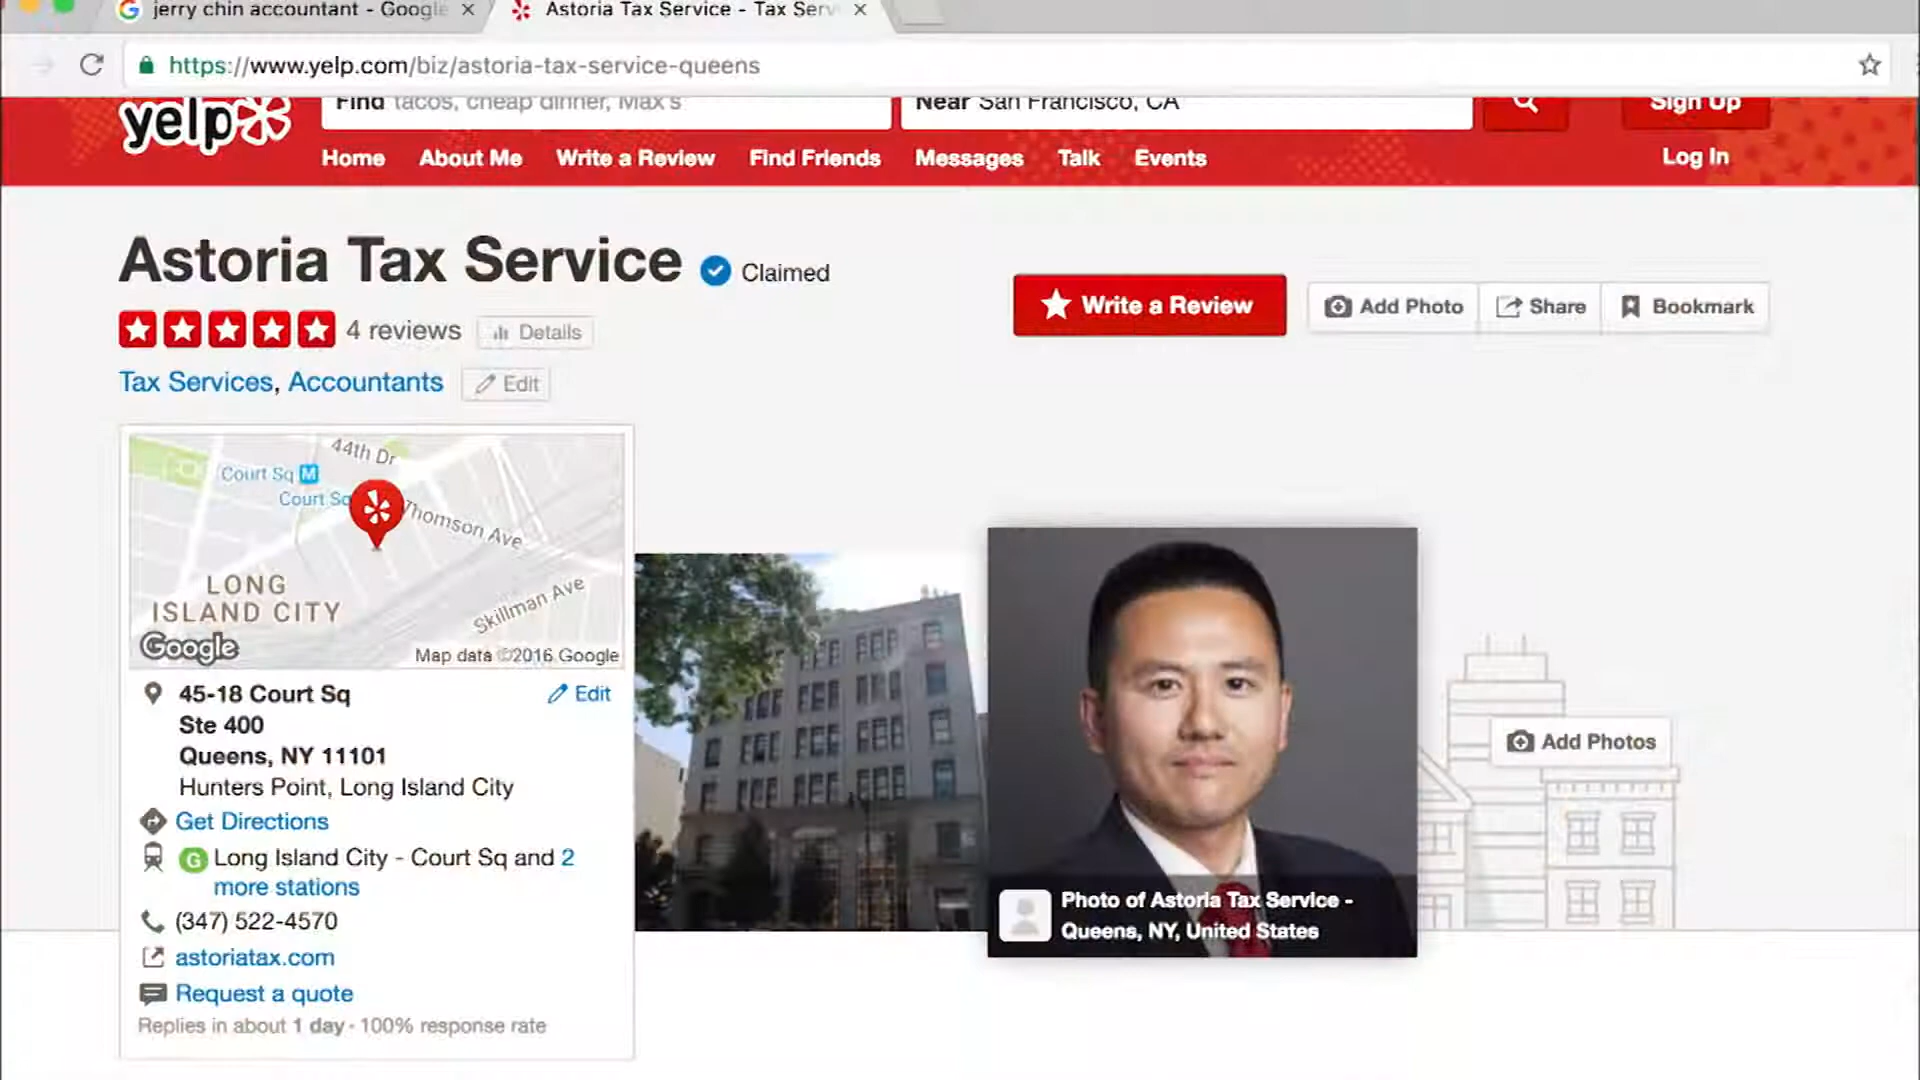 jerry chin accountant - Google
Astoria Tax Service - Tax Serv
https://www.yelp.com/biz/astoria-tax-service-queens
yelp
Find tacos, cheap dinner, Max's
Near San Francisco, CA
Sign Up
Home About Me Write a Review Find Friends Messages Talk Events
Log In
Astoria Tax Service
Claimed
4 reviews
Details
Write a Review
Add Photo
Share
Bookmark
Tax Services, Accountants
Edit
44th Dr
Court Sq M
Court Sq
Thomson Ave
LONG
ISLAND CITY
Skillman Ave
Google
Map data ©2016 Google
45-18 Court Sq
Edit
Ste 400
Queens, NY 11101
Hunters Point, Long Island City
Get Directions
G Long Island City - Court Sq and 2
more stations
(347) 522-4570
astoriatax.com
Request a quote
Replies in about 1 day · 100% response rate
Photo of Astoria Tax Service -
Queens, NY, United States
Add Photos